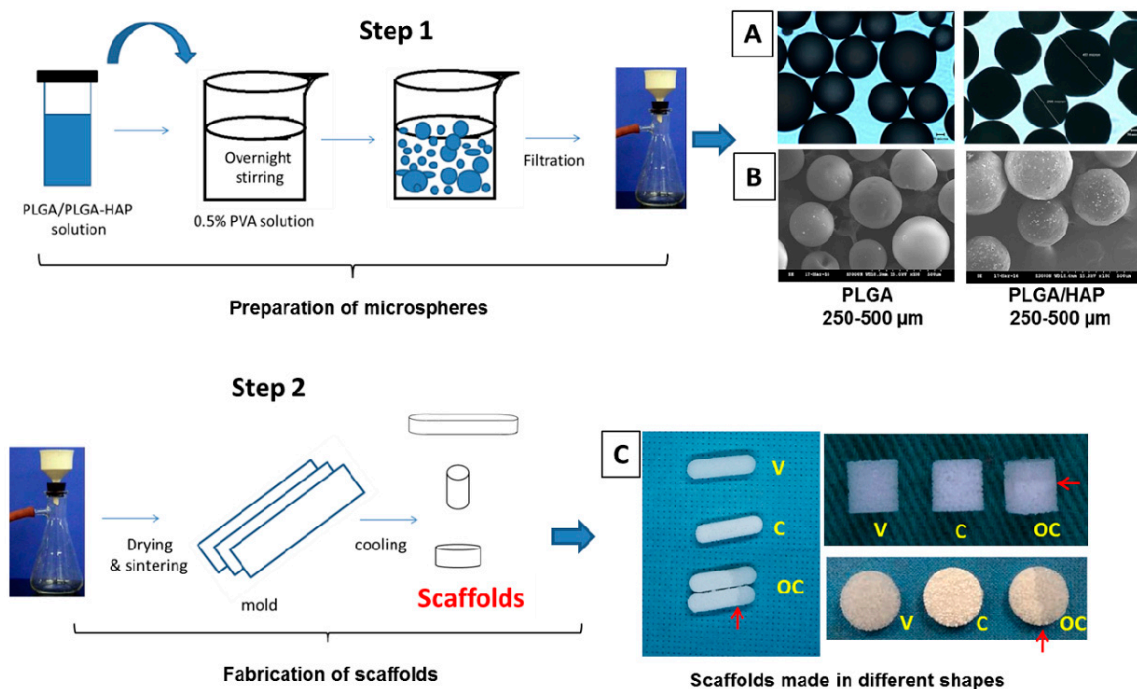 Step 1
PLGA/PLGA-HAP
solution
Overnight
stirring
0.5% PVA solution
Filtration
Preparation of microspheres
A
B
PLGA
250-500 µm
PLGA/HAP
250-500 µm
Step 2
Drying
& sintering
mold
cooling
Scaffolds
Fabrication of scaffolds
C
V
C
OC
V
C
OC
V
C
OC
Scaffolds made in different shapes